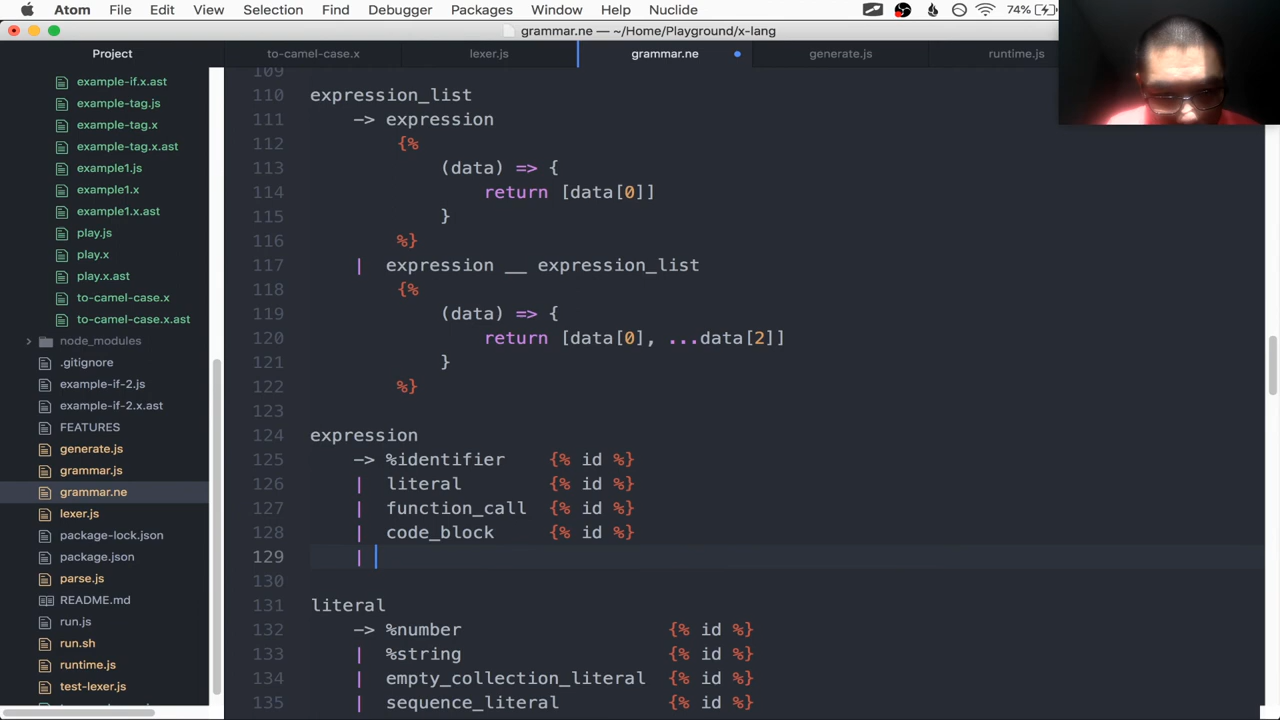 Atom File Edit View Selection Find Debugger Packages Window Help Nuclide 74%
grammar.ne — ~/Home/Playground/x-lang
Project to-camel-case.x lexer.js grammar.ne generate.js runtime.js
example-if.x.ast
example-tag.js
example-tag.x
example-tag.x.ast
example1.js
example1.x
example1.x.ast
play.js
play.x
play.x.ast
to-camel-case.x
to-camel-case.x.ast
node_modules
.gitignore
example-if-2.js
example-if-2.x.ast
FEATURES
generate.js
grammar.js
grammar.ne
lexer.js
package-lock.json
package.json
parse.js
README.md
run.js
run.sh
runtime.js
test-lexer.js
109
110 expression_list
111 -> expression
112 {%
113 (data) => {
114 return [data[0]]
115 }
116 %}
117 | expression __ expression_list
118 {%
119 (data) => {
120 return [data[0], ...data[2]]
121 }
122 %}
123
124 expression
125 -> %identifier {% id %}
126 | literal {% id %}
127 | function_call {% id %}
128 | code_block {% id %}
129 |
130
131 literal
132 -> %number {% id %}
133 | %string {% id %}
134 | empty_collection_literal {% id %}
135 | sequence_literal {% id %}